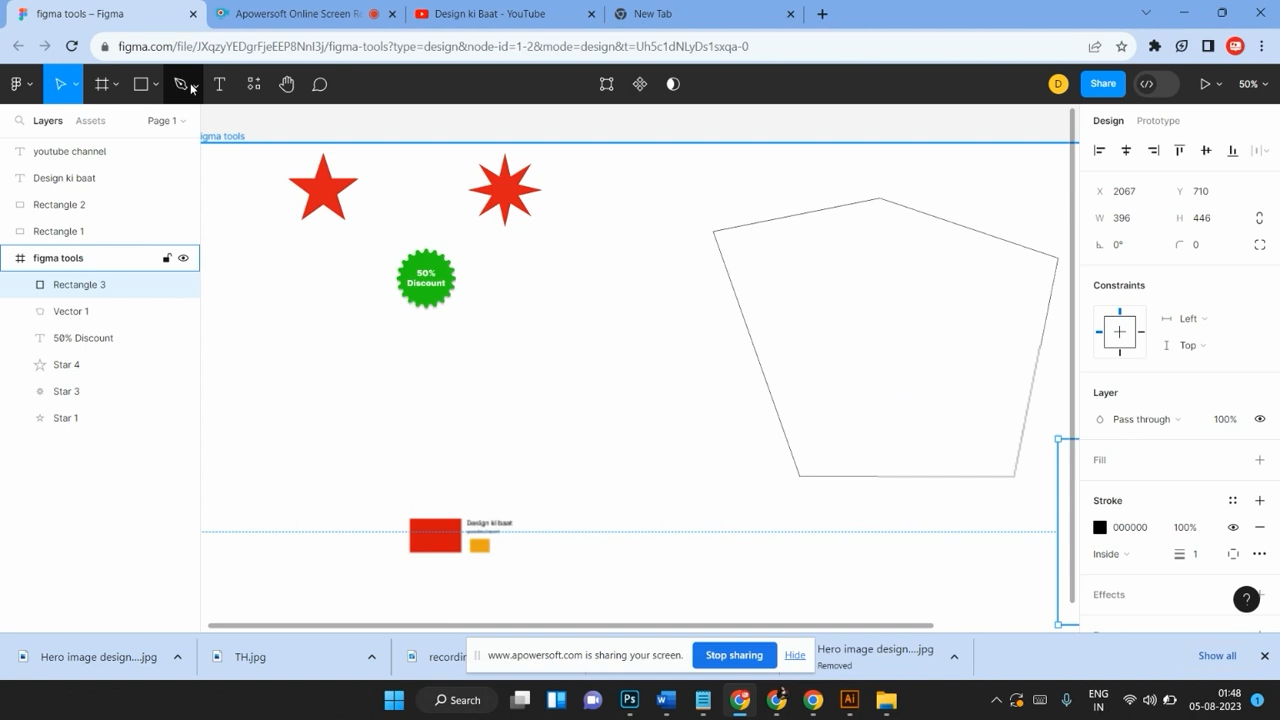 figma tools – Figma
Apowersoft Online Screen Re
Design ki Baat - YouTube
New Tab
figma.com/file/JXqzyYEDgrFjeEEP8NnI3j/figma-tools?type=design&node-id=1-2&mode=design&t=Uh5c1dNLyDs1sxqa-0
T
D
Share
50%
Layers
Assets
Page 1
youtube channel
Design ki baat
Rectangle 2
Rectangle 1
figma tools
Rectangle 3
Vector 1
50% Discount
Star 4
Star 3
Star 1
igma tools
50%
Discount
Design ki baat
Design
Prototype
X 2067 Y 710
W 396 H 446
0° 0
Constraints
Left
Top
Layer
Pass through 100%
Fill
Stroke
000000 100%
Inside 1
Effects
?
Hero image design....jpg
TH.jpg
recordin
www.apowersoft.com is sharing your screen.
Stop sharing
Hide
Hero image design....jpg
Removed
Show all
Search
ENG
IN
01:48
05-08-2023
1